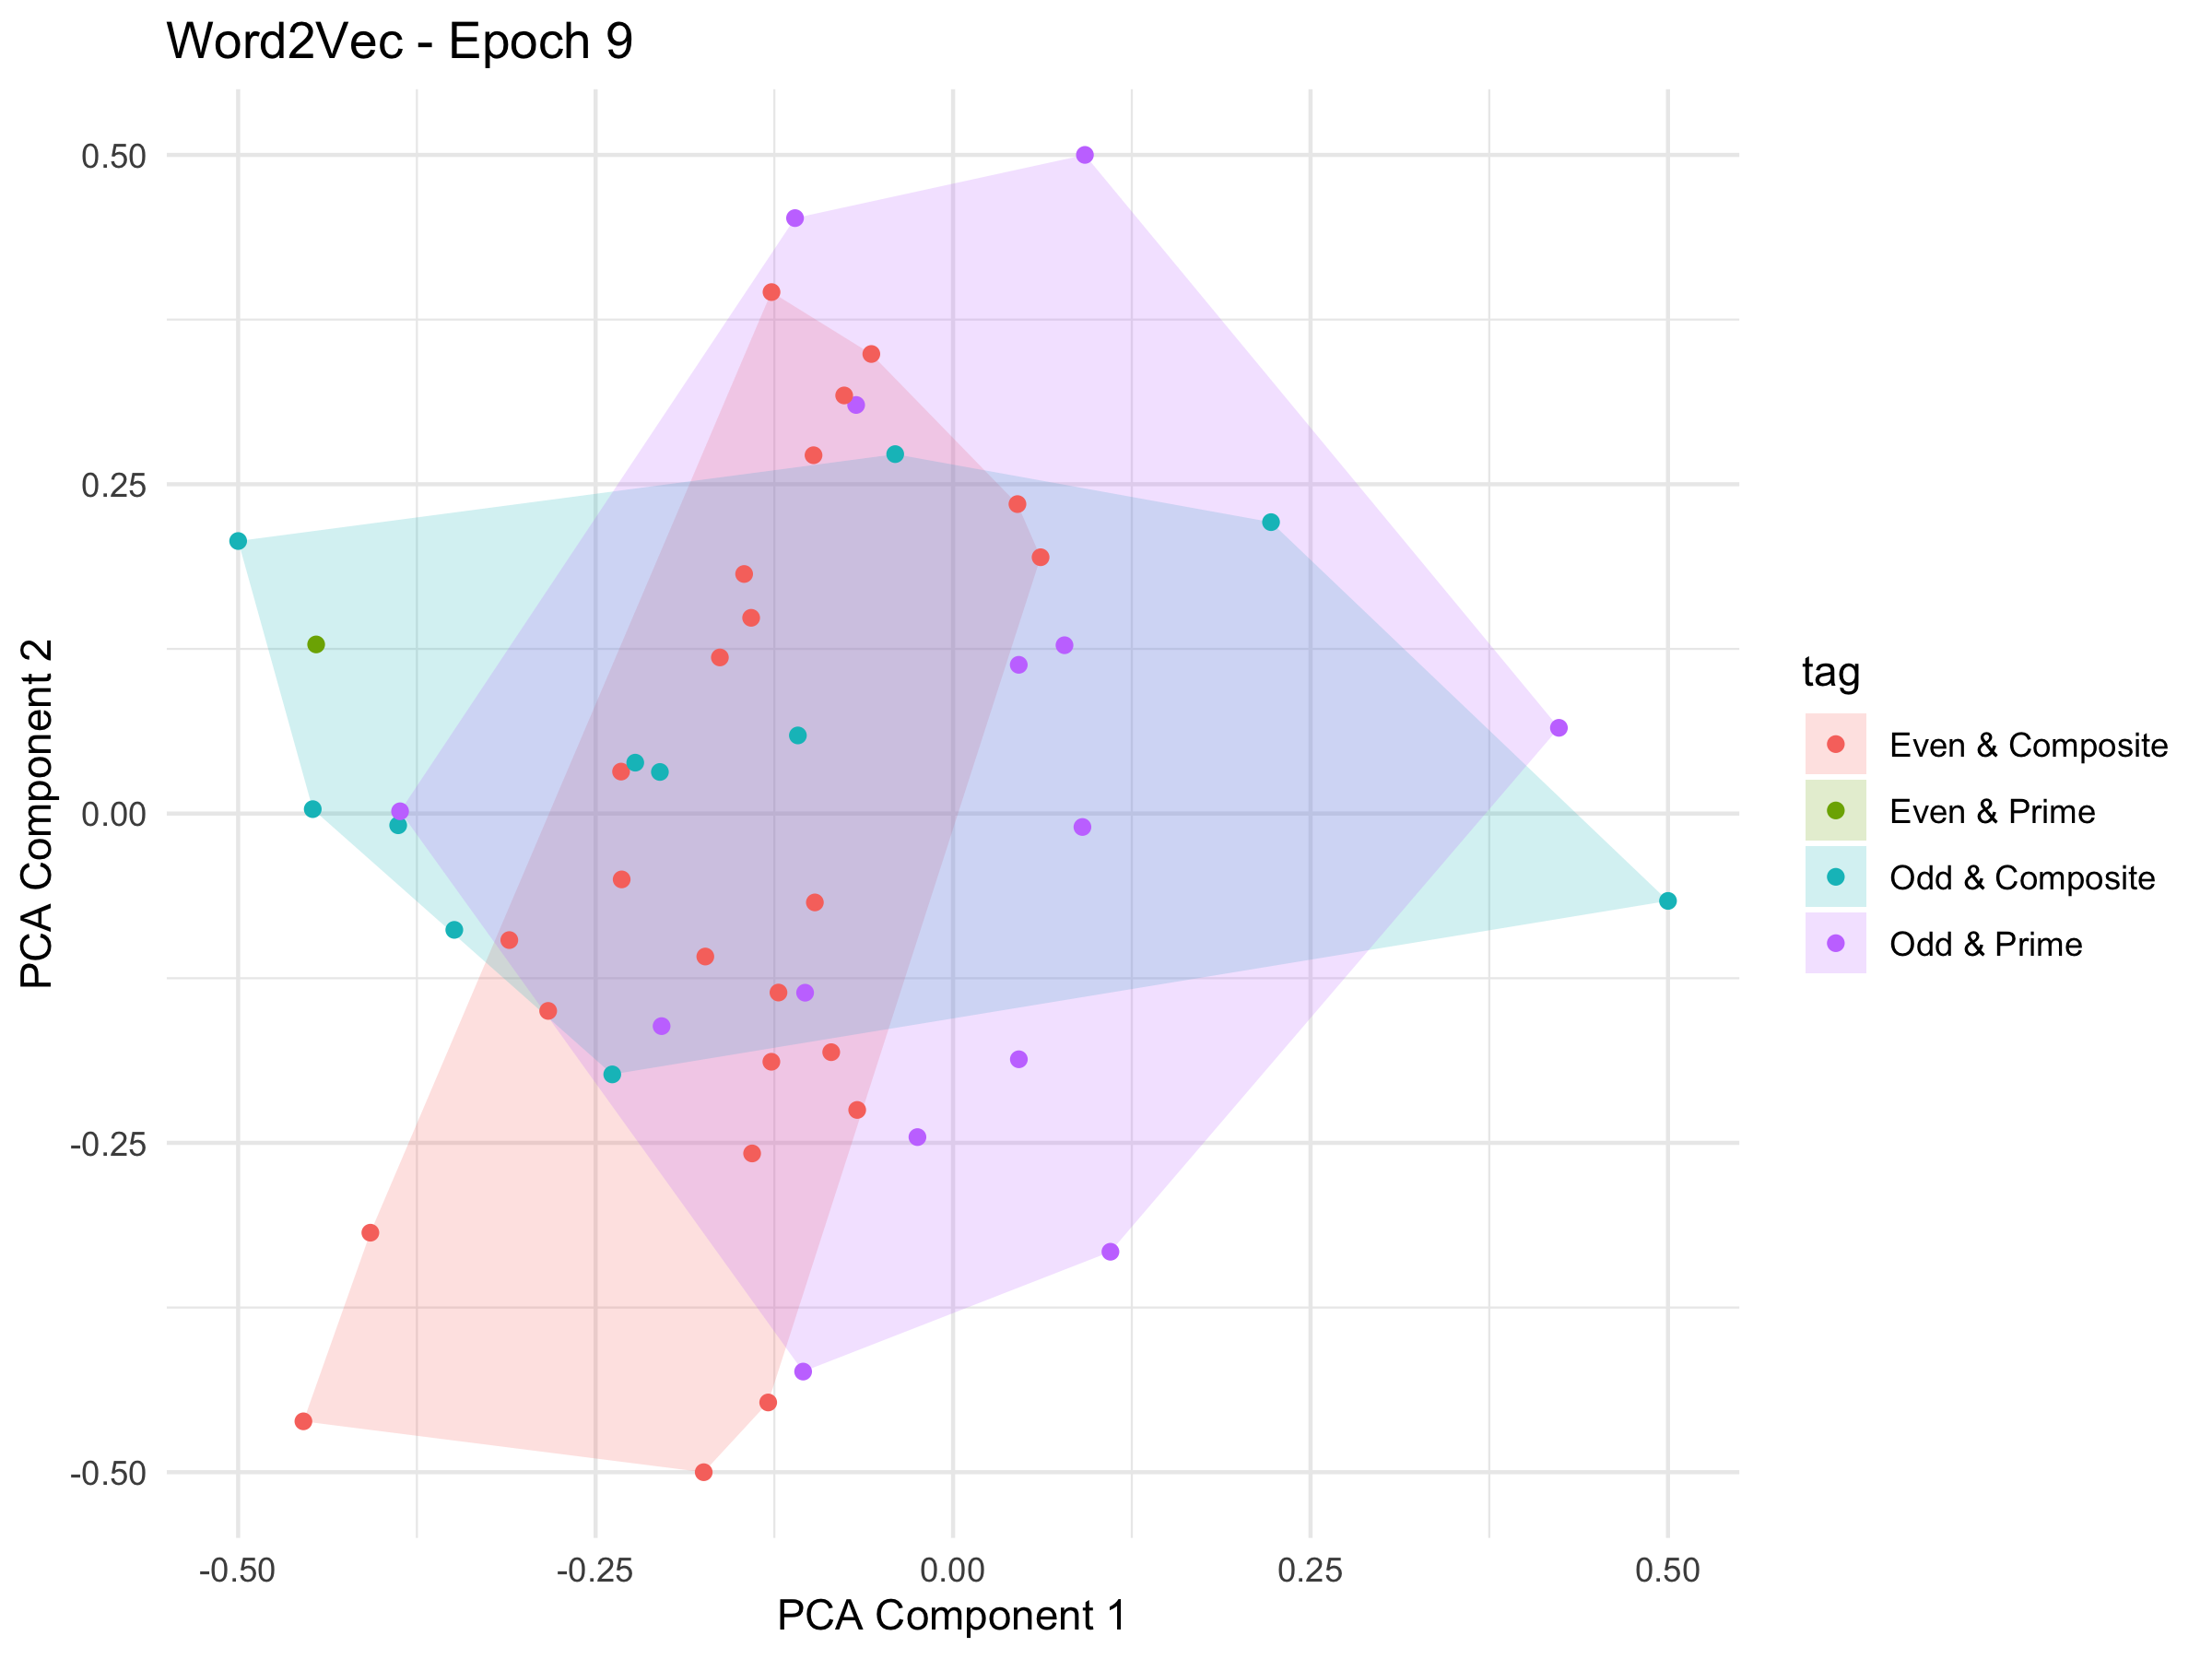 Word2Vec - Epoch 9
0.50
0.25
0.00
-0.25
-0.50
PCA Component 2
-0.50
-0.25
0.00
0.25
0.50
PCA Component 1
tag
Even & Composite
Even & Prime
Odd & Composite
Odd & Prime